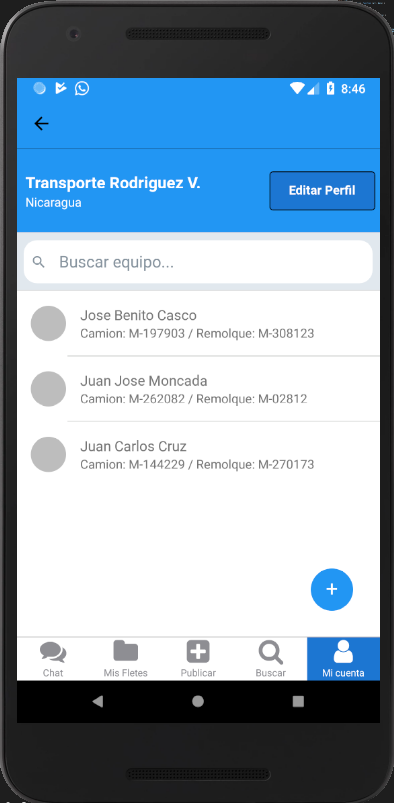 8:46
Transporte Rodriguez V.
Nicaragua
Editar Perfil
Buscar equipo...
Jose Benito Casco
Camion: M-197903 / Remolque: M-308123
Juan Jose Moncada
Camion: M-262082 / Remolque: M-02812
Juan Carlos Cruz
Camion: M-144229 / Remolque: M-270173
+
Chat
Mis Fletes
Publicar
Buscar
Mi cuenta